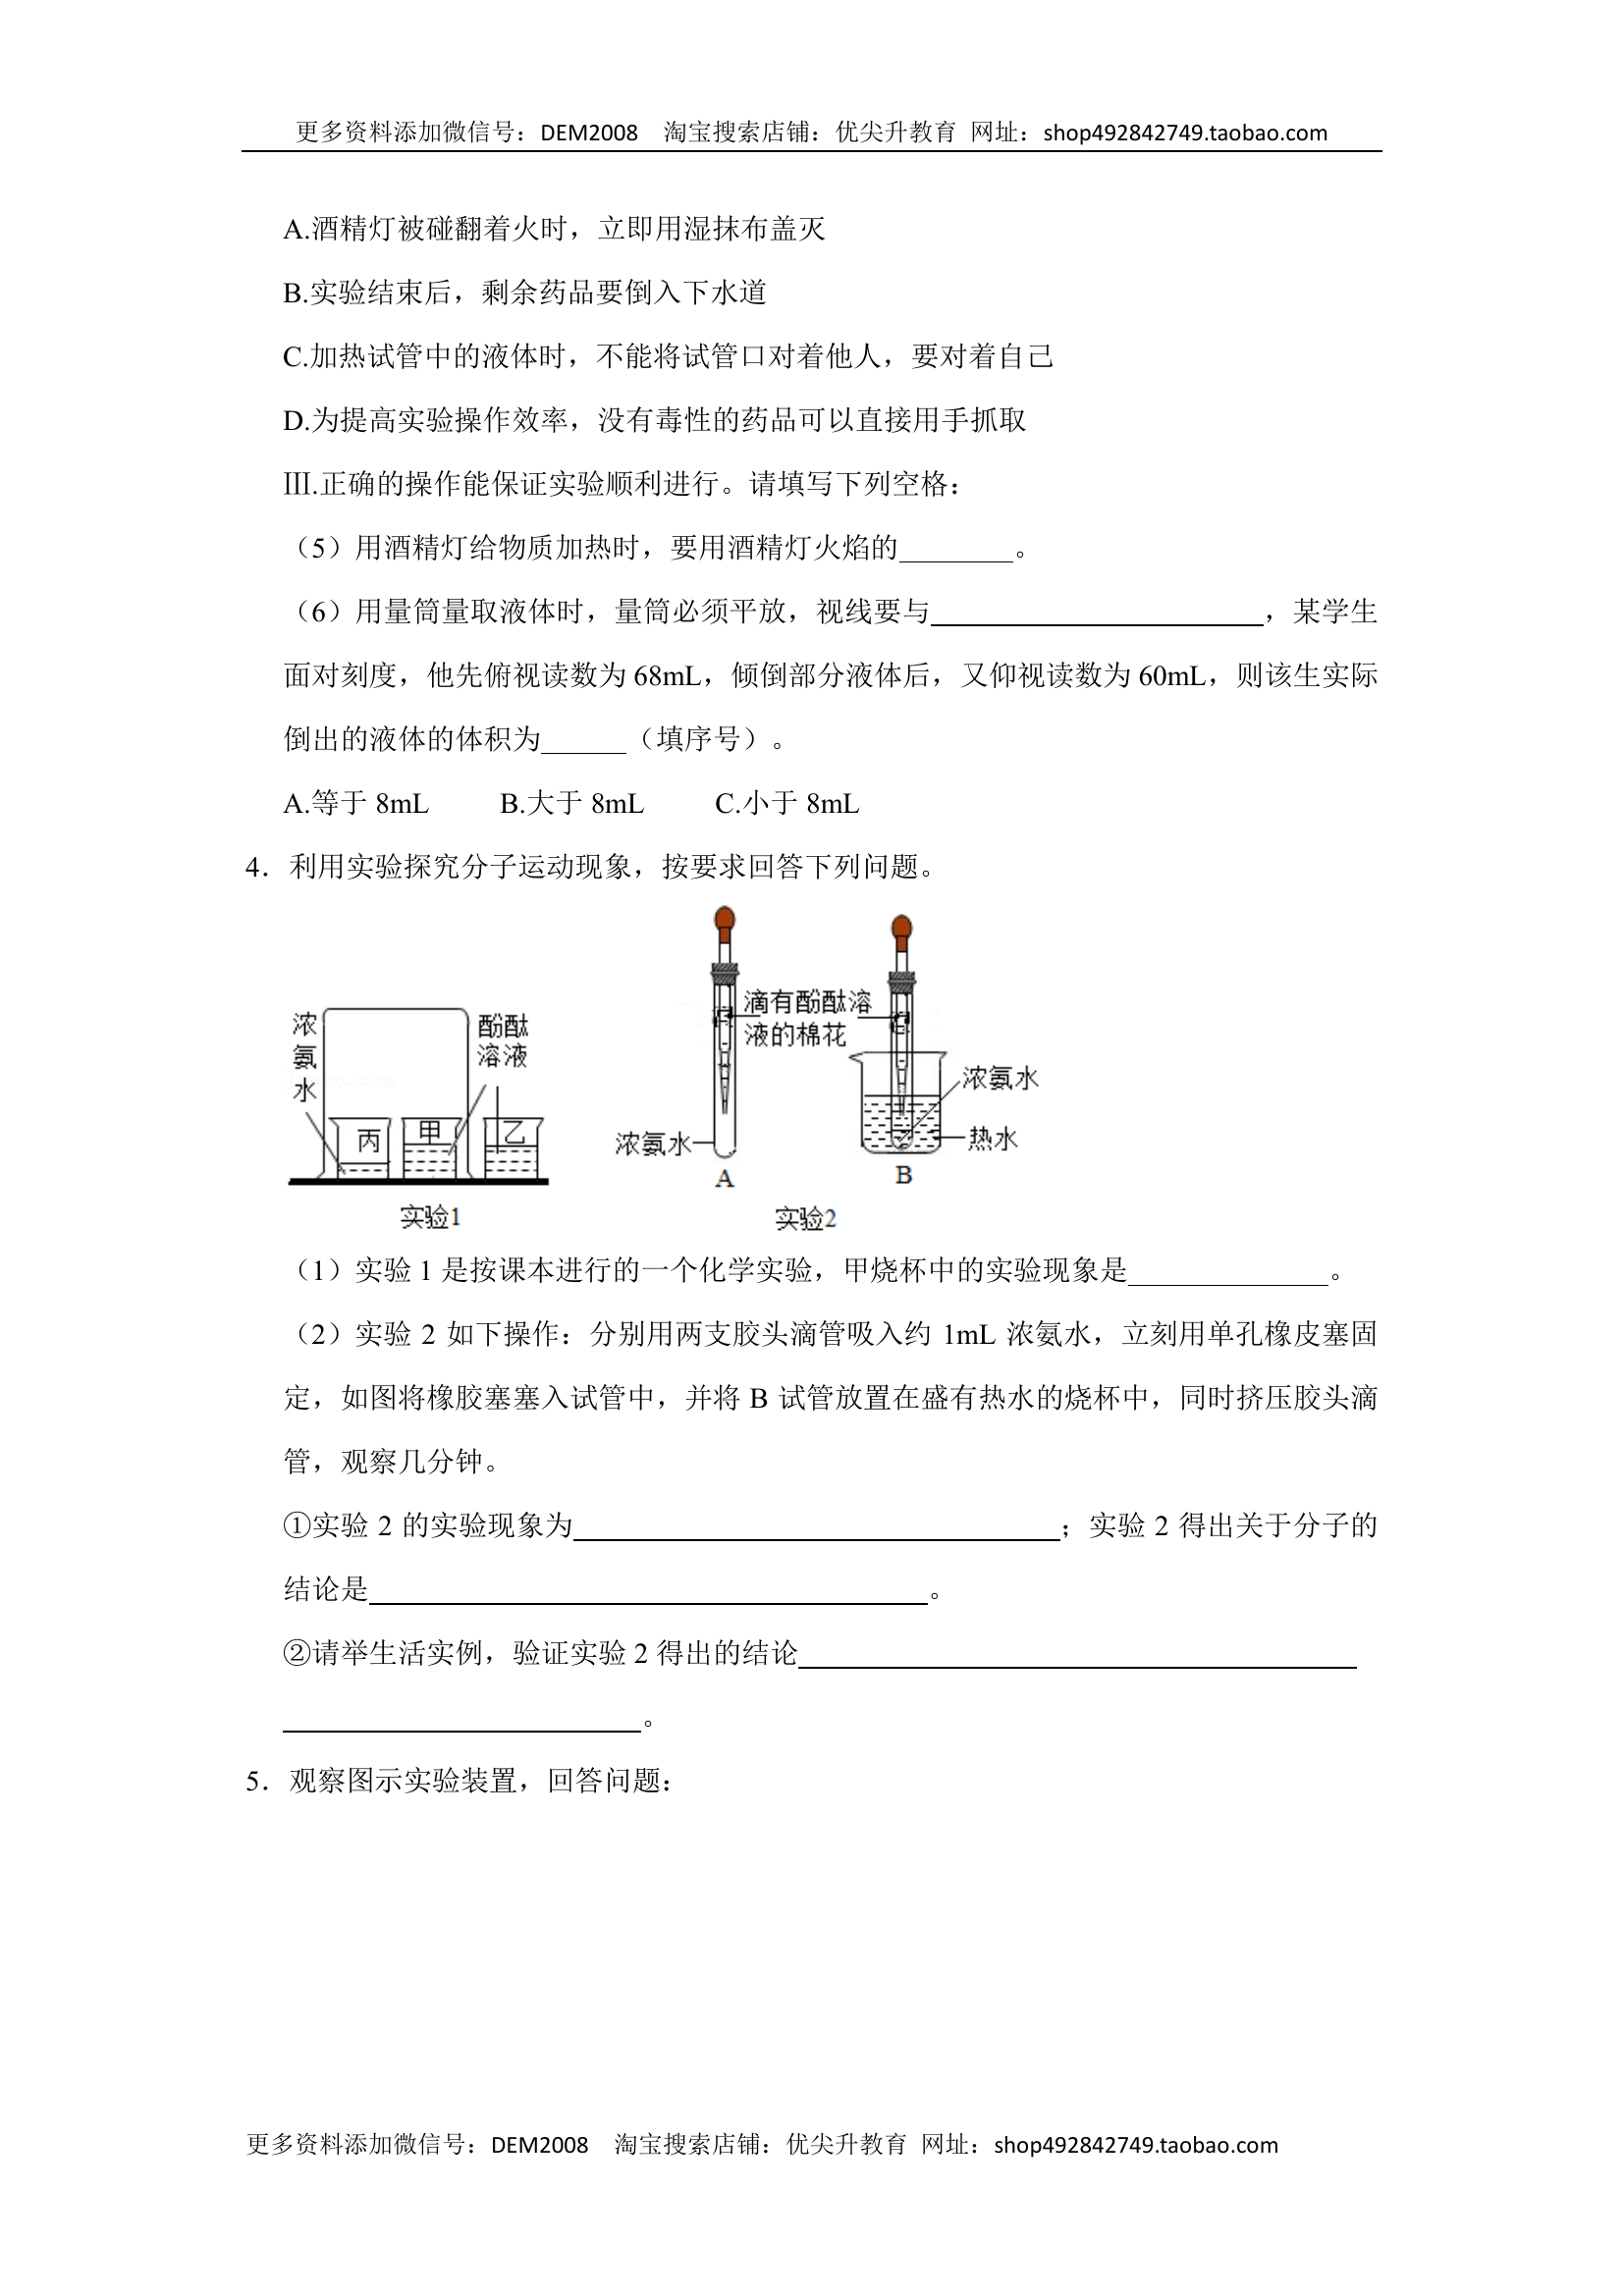 更多资料添加微信号：DEM2008 淘宝搜索店铺：优尖升教育 网址：shop492842749.taobao.com
A.酒精灯被碰翻着火时，立即用湿抹布盖灭
B.实验结束后，剩余药品要倒入下水道
C.加热试管中的液体时，不能将试管口对着他人，要对着自己
D.为提高实验操作效率，没有毒性的药品可以直接用手抓取
Ⅲ.正确的操作能保证实验顺利进行。请填写下列空格：
（5）用酒精灯给物质加热时，要用酒精灯火焰的________。
（6）用量筒量取液体时，量筒必须平放，视线要与________________________，某学生
面对刻度，他先俯视读数为 68mL，倾倒部分液体后，又仰视读数为 60mL，则该生实际
倒出的液体的体积为______（填序号）。
A.等于 8mL B.大于 8mL C.小于 8mL
4．利用实验探究分子运动现象，按要求回答下列问题。
浓氨水
酚酞溶液
丙
甲
乙
实验1
滴有酚酞溶
液的棉花
浓氨水
A
浓氨水
热水
B
实验2
（1）实验 1 是按课本进行的一个化学实验，甲烧杯中的实验现象是______________。
（2）实验 2 如下操作：分别用两支胶头滴管吸入约 1mL 浓氨水，立刻用单孔橡皮塞固
定，如图将橡胶塞塞入试管中，并将 B 试管放置在盛有热水的烧杯中，同时挤压胶头滴
管，观察几分钟。
①实验 2 的实验现象为__________________________________；实验 2 得出关于分子的
结论是_______________________________________。
②请举生活实例，验证实验 2 得出的结论_______________________________________
_________________________。
5．观察图示实验装置，回答问题：
更多资料添加微信号：DEM2008 淘宝搜索店铺：优尖升教育 网址：shop492842749.taobao.com